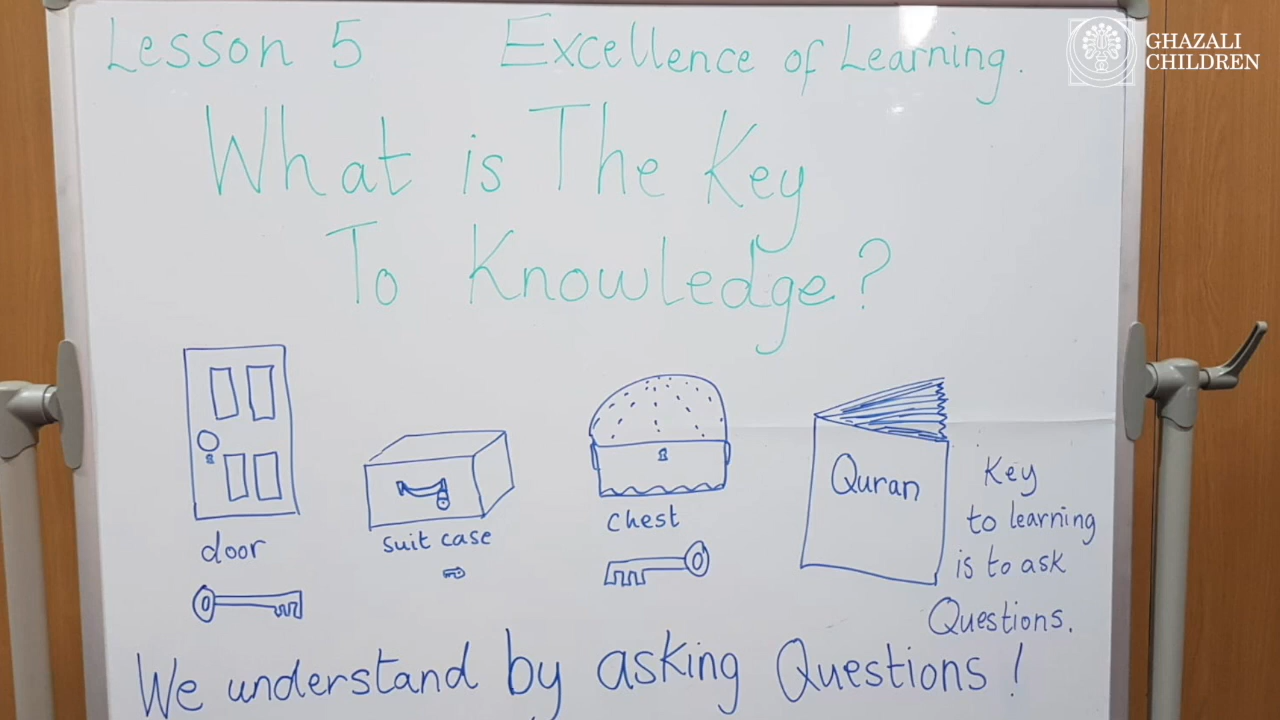 Lesson 5 Excellence of Learning.
GHAZALI
CHILDREN
What is The Key
To Knowledge?
door
suit case
chest
Quran
Key
to learning
is to ask
Questions.
We understand by asking Questions!